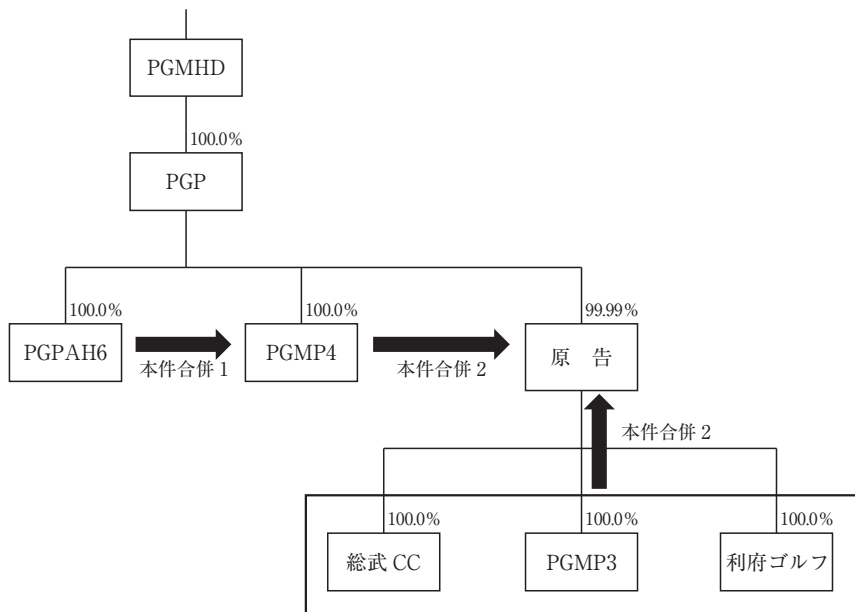 PGMHD
100.0%
PGP
100.0%
100.0%
99.99%
PGPAH6
PGMP4
原　告
本件合併 1
本件合併 2
本件合併 2
100.0%
100.0%
100.0%
総武 CC
PGMP3
利府ゴルフ